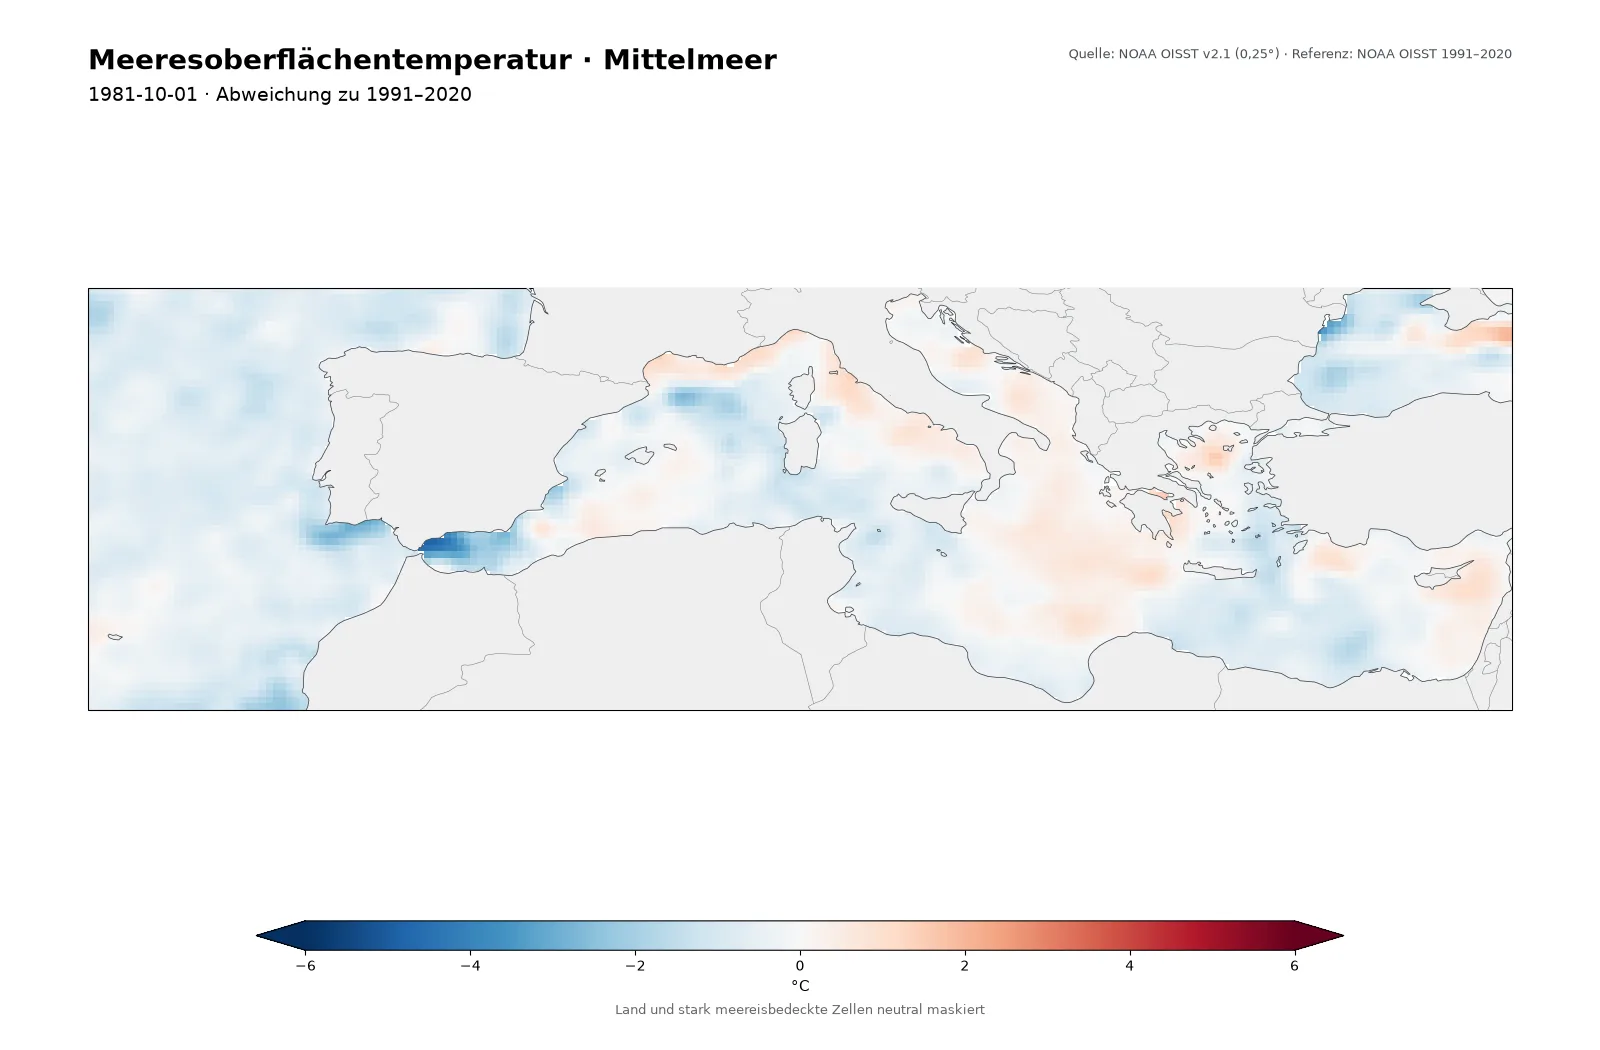 Meeresoberflächentemperatur · Mittelmeer
Quelle: NOAA OISST v2.1 (0,25°) · Referenz: NOAA OISST 1991–2020
1981-10-01 · Abweichung zu 1991–2020
−6 −4 −2 0 2 4 6
°C
Land und stark meereisbedeckte Zellen neutral maskiert